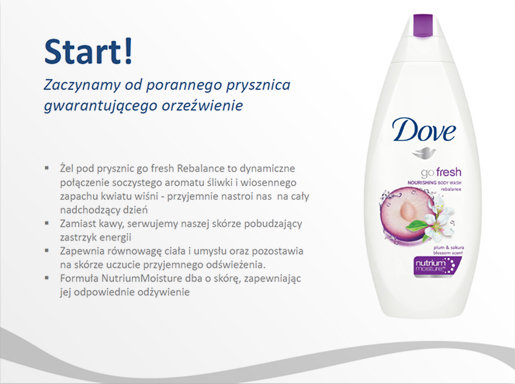 Start!
Zaczynamy od porannego prysznica
gwarantującego orzeźwienie
▪ Żel pod prysznic go fresh Rebalance to dynamiczne
połączenie soczystego aromatu śliwki i wiosennego
zapachu kwiatu wiśni - przyjemnie nastroi nas na cały
nadchodzący dzień
▪ Zamiast kawy, serwujemy naszej skórze pobudzający
zastrzyk energii
▪ Zapewnia równowagę ciała i umysłu oraz pozostawia
na skórze uczucie przyjemnego odświeżenia.
▪ Formuła NutriumMoisture dba o skórę, zapewniając
jej odpowiednie odżywienie
Dove
go fresh
NOURISHING BODY WASH
rebalance
plum & sakura
blossom scent
nutrium
moisture